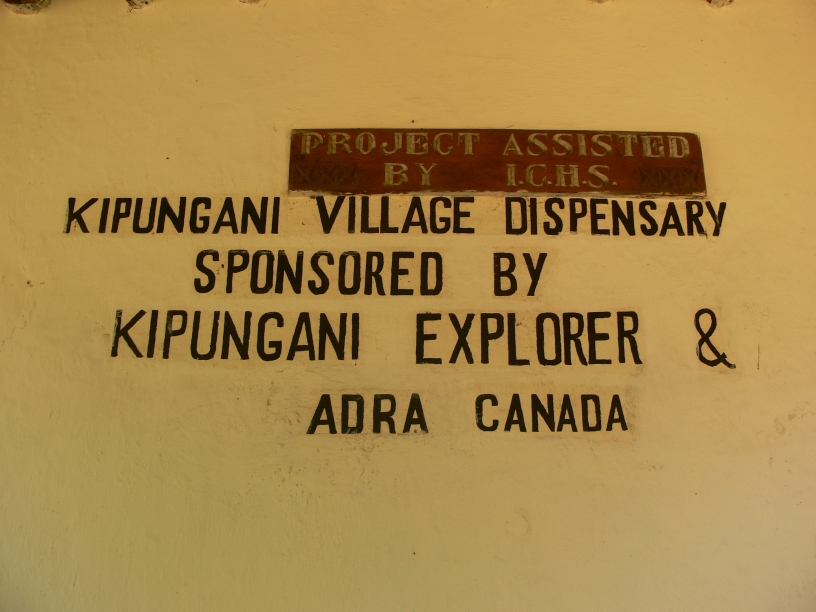 PROJECT ASSISTED
BY I.C.H.S.
KIPUNGANI VILLAGE DISPENSARY
SPONSORED BY
KIPUNGANI EXPLORER &
ADRA CANADA